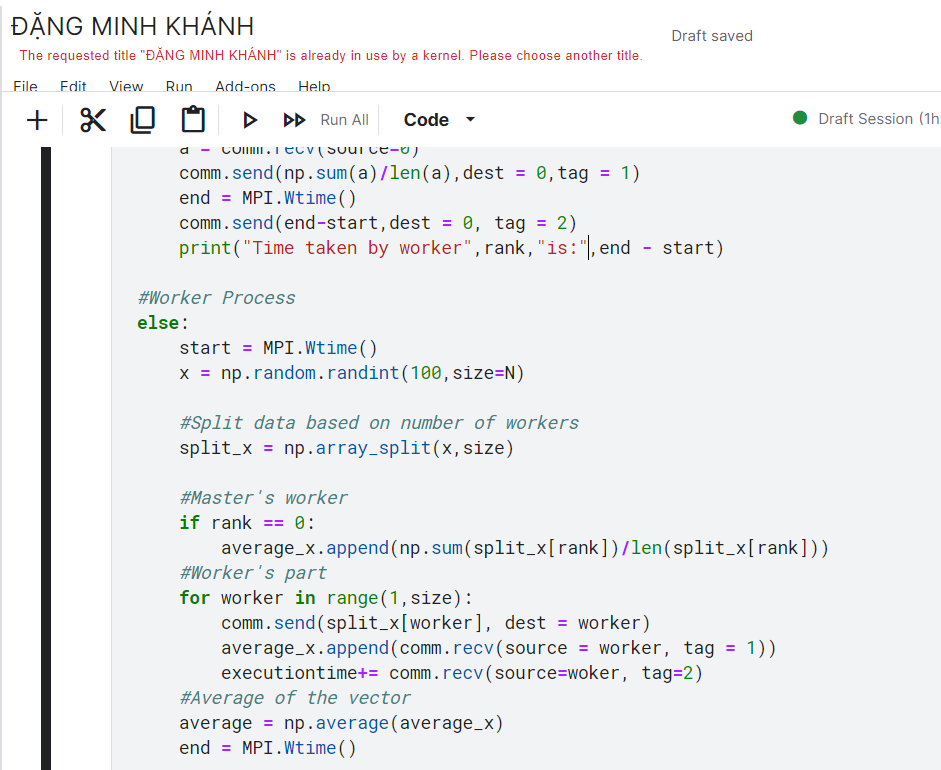 ĐẶNG MINH KHÁNH
Draft saved
The requested title "ĐẶNG MINH KHÁNH" is already in use by a kernel. Please choose another title.
File Edit View Run Add-ons Help
Run All Code Draft Session (1h:
a = comm.recv(source=0)
comm.send(np.sum(a)/len(a),dest = 0,tag = 1)
end = MPI.Wtime()
comm.send(end-start,dest = 0, tag = 2)
print("Time taken by worker",rank,"is:",end - start)
#Worker Process
else:
start = MPI.Wtime()
x = np.random.randint(100,size=N)
#Split data based on number of workers
split_x = np.array_split(x,size)
#Master's worker
if rank == 0:
average_x.append(np.sum(split_x[rank])/len(split_x[rank]))
#Worker's part
for worker in range(1,size):
comm.send(split_x[worker], dest = worker)
average_x.append(comm.recv(source = worker, tag = 1))
executiontime+= comm.recv(source=woker, tag=2)
#Average of the vector
average = np.average(average_x)
end = MPI.Wtime()